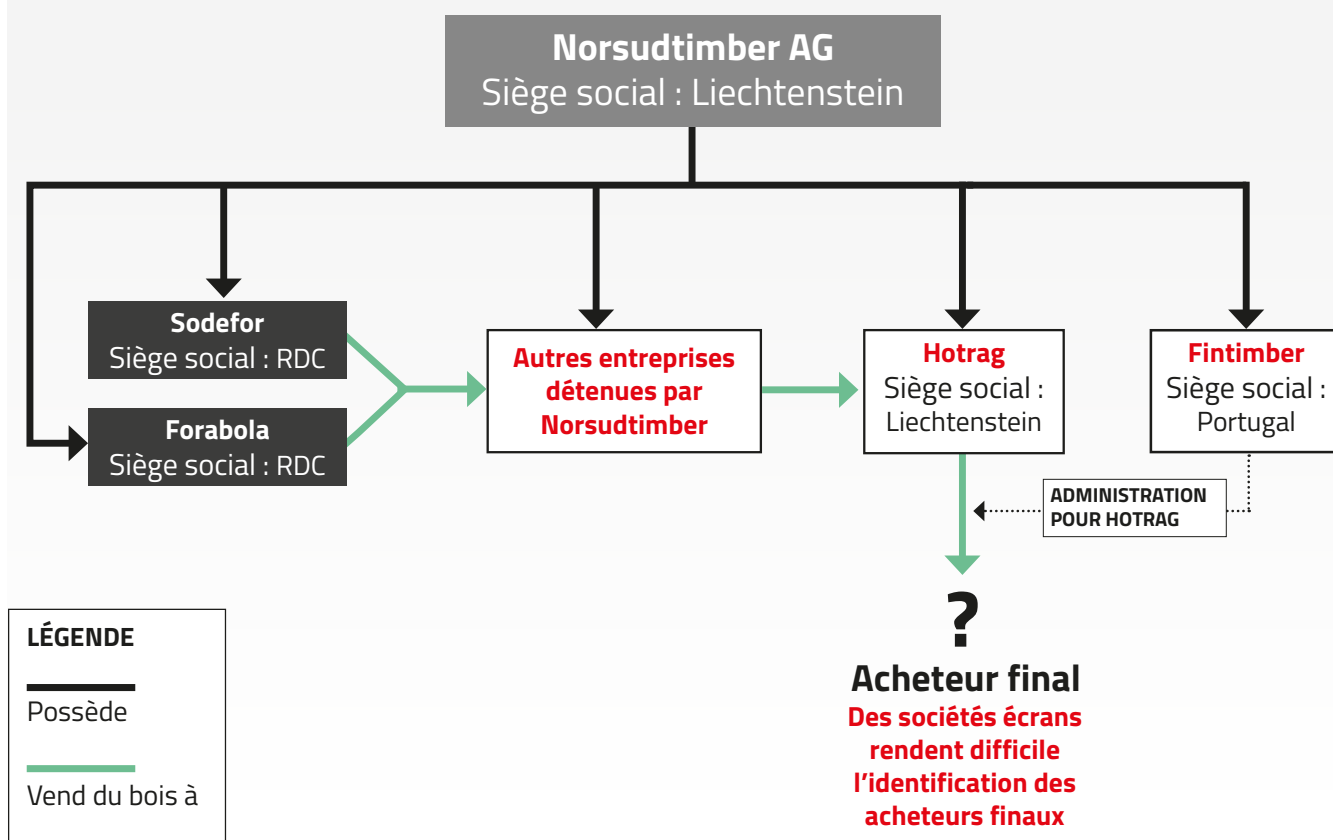 Norsudtimber AG
Siège social : Liechtenstein
Sodefor
Siège social : RDC
Forabola
Siège social : RDC
Autres entreprises
détenues par
Norsudtimber
Hotrag
Siège social :
Liechtenstein
Fintimber
Siège social :
Portugal
ADMINISTRATION
POUR HOTRAG
?
Acheteur final
Des sociétés écrans
rendent difficile
l’identification des
acheteurs finaux
LÉGENDE
Possède
Vend du bois à